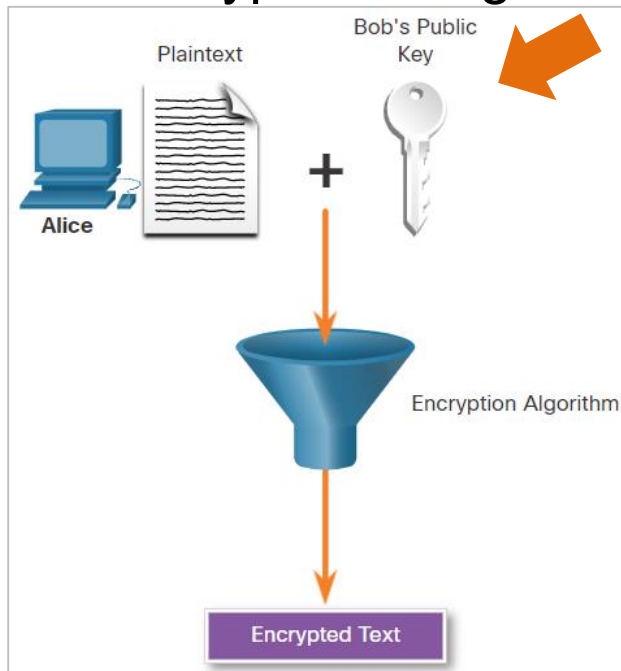 Bob's Public
Plaintext
Key
+
Alice
Encryption Algorithm
Encrypted Text